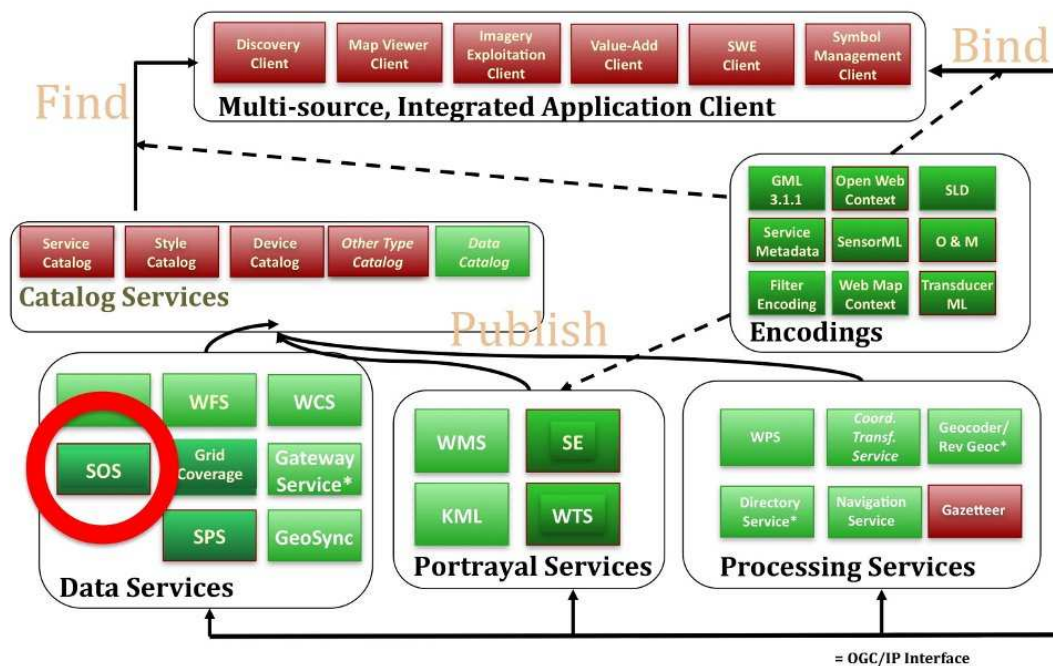 Discovery
Client
Map Viewer
Client
Imagery
Exploitation
Client
Value-Add
Client
SWE
Client
Symbol
Management
Client
Multi-source, Integrated Application Client
Bind
Find
GML
3.1.1
Open Web
Context
SLD
Service
Metadata
SensorML
O & M
Filter
Encoding
Web Map
Context
Transducer
ML
Encodings
Service
Catalog
Style
Catalog
Device
Catalog
Other Type
Catalog
Data
Catalog
Catalog Services
Publish
WFS
WCS
SOS
Grid
Coverage
Gateway
Service*
SPS
GeoSync
Data Services
WMS
SE
KML
WTS
Portrayal Services
WPS
Coord.
Transf.
Service
Geocoder/
Rev Geoc*
Directory
Service*
Navigation
Service
Gazetteer
Processing Services
= OGC/IP Interface